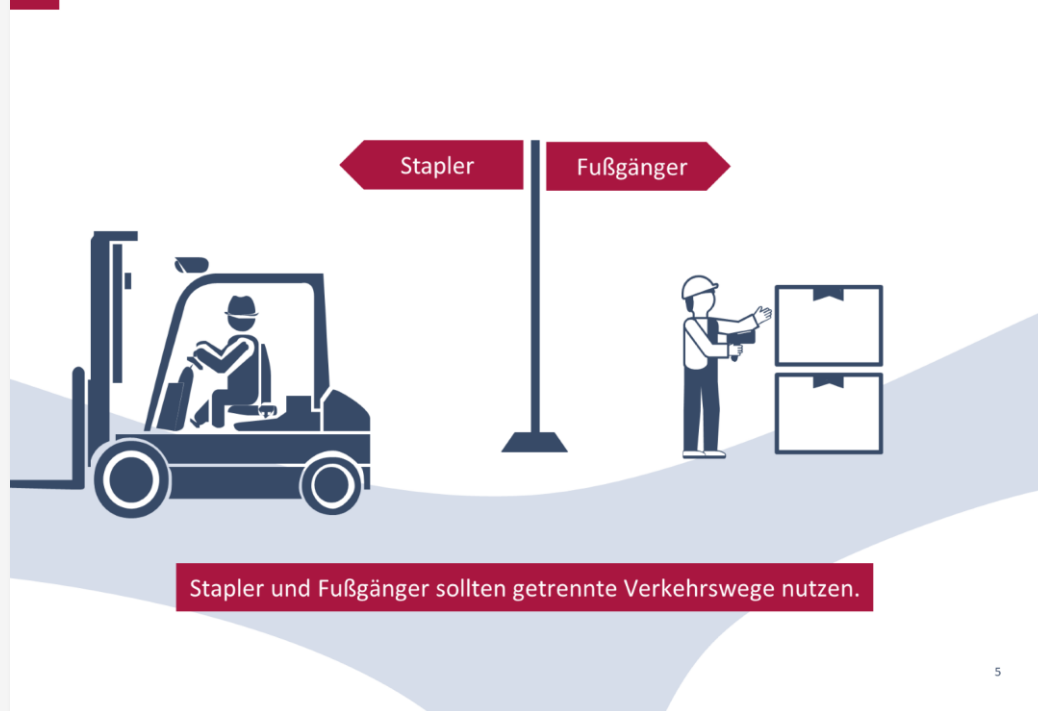 Stapler
Fußgänger
Stapler und Fußgänger sollten getrennte Verkehrswege nutzen.
5